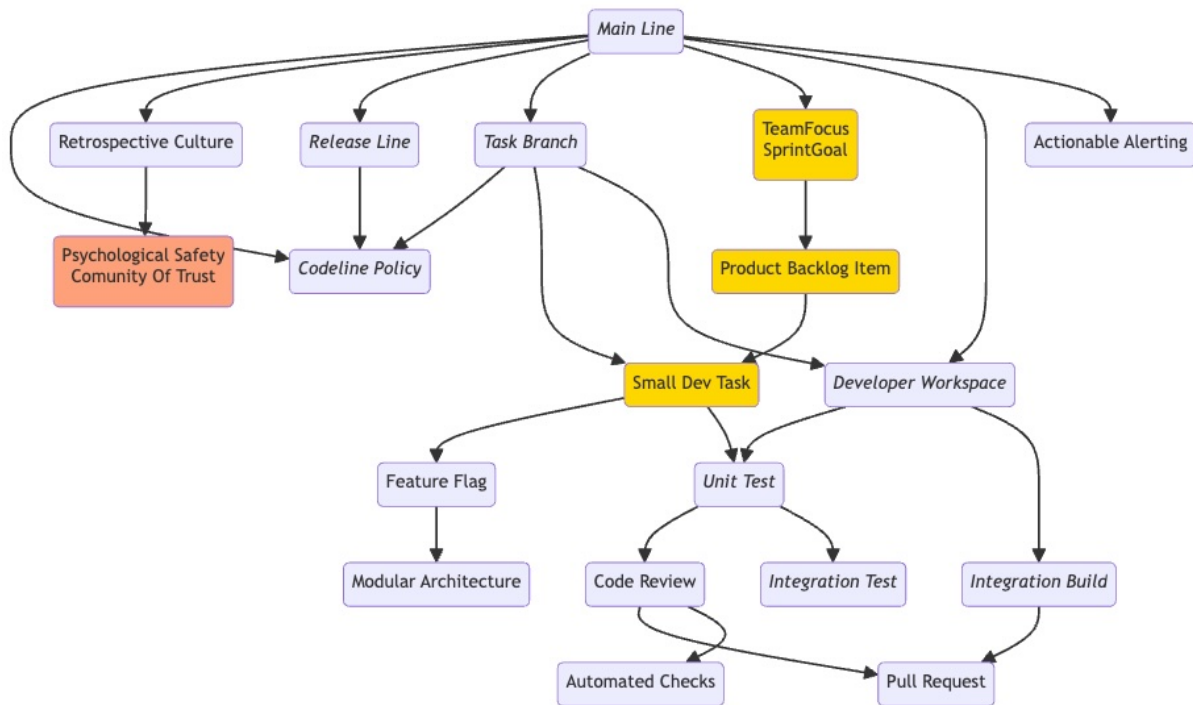 Main Line
Retrospective Culture
Release Line
Task Branch
TeamFocus
SprintGoal
Actionable Alerting
Psychological Safety
Comunity Of Trust
Codeline Policy
Product Backlog Item
Small Dev Task
Developer Workspace
Feature Flag
Unit Test
Modular Architecture
Code Review
Integration Test
Integration Build
Automated Checks
Pull Request